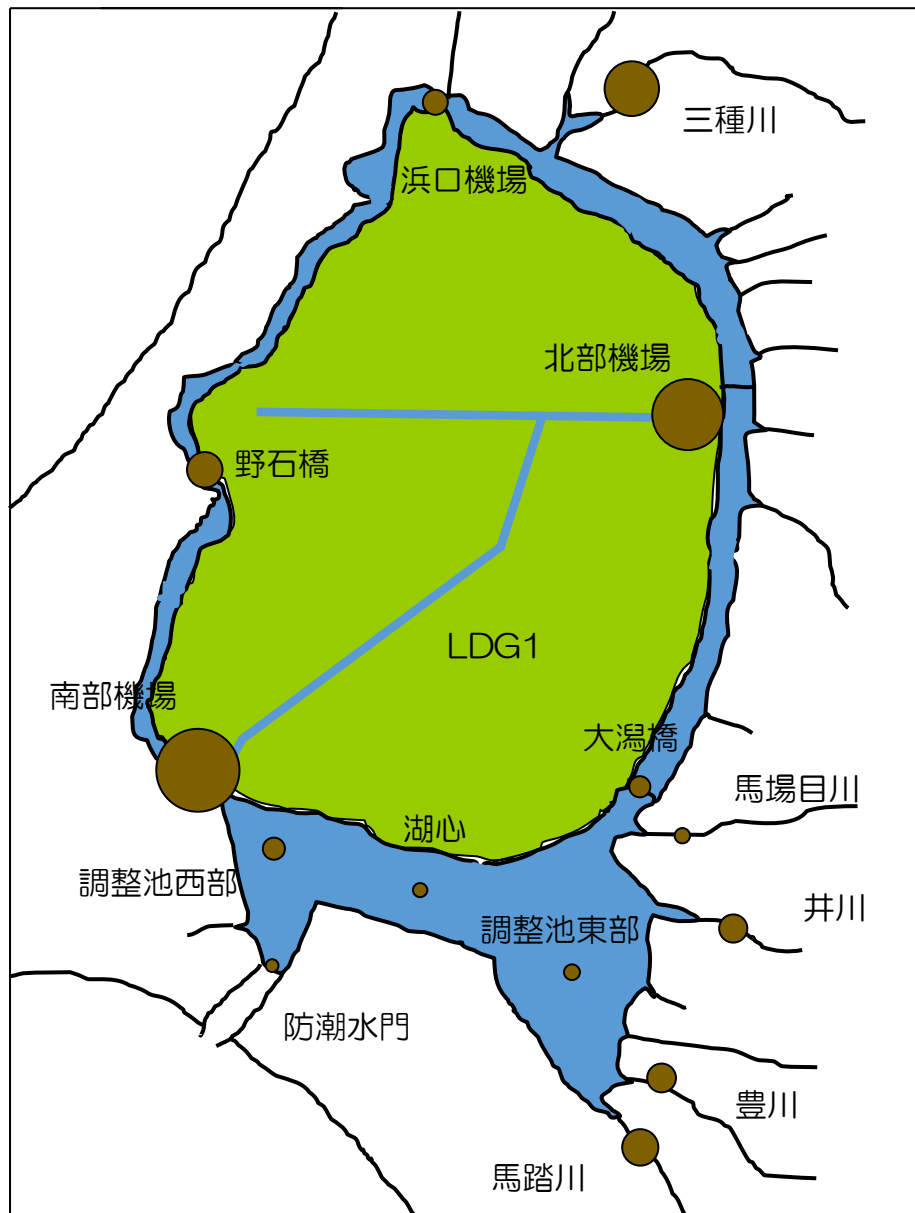 三種川
浜口機場
北部機場
野石橋
LDG1
南部機場
大潟橋
馬場目川
湖心
調整池西部
井川
調整池東部
防潮水門
豊川
馬踏川